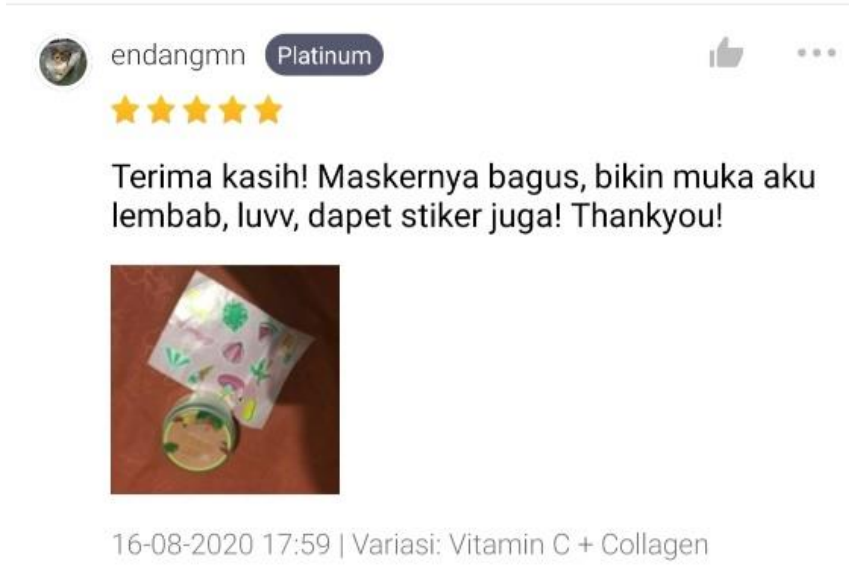 endangmn Platinum
Terima kasih! Maskernya bagus, bikin muka aku
lembab, luvv, dapet stiker juga! Thankyou!
16-08-2020 17:59 | Variasi: Vitamin C + Collagen